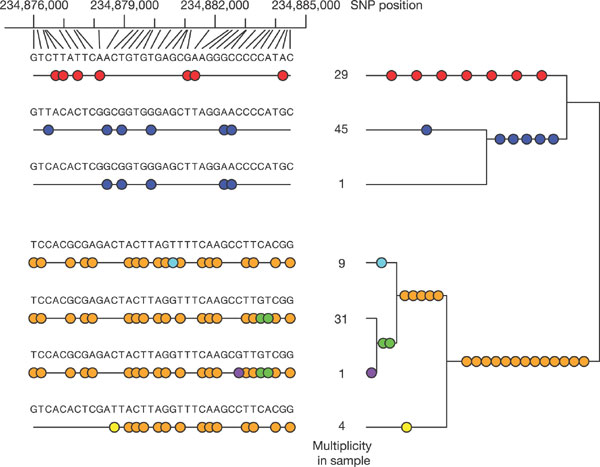 234,876,000 234,879,000 234,882,000 234,885,000 SNP position
GTCTTATTCAACTGTGTGAGCGAAGGGCCCCCATAC
29
GTTACACTCGGCGGTGTGGGAGCTTAGGAACCCCATGC
45
GTCACACTCGGCGGTGGGAGCTTAGGAACCCCATGC
1
TCCACGCGAGACTACTTAGTTTTCAAGCCTTCACGG
9
TCCACGCGAGACTACTTAGGTTTCAAGCCTTGTCGG
31
TCCACGCGAGACTACTTAGGTTTCAAGCGTTGTCGG
1
GTCACACTCGATTACTTAGGTTTCAAGCCTTCACGG
4
Multiplicity
in sample